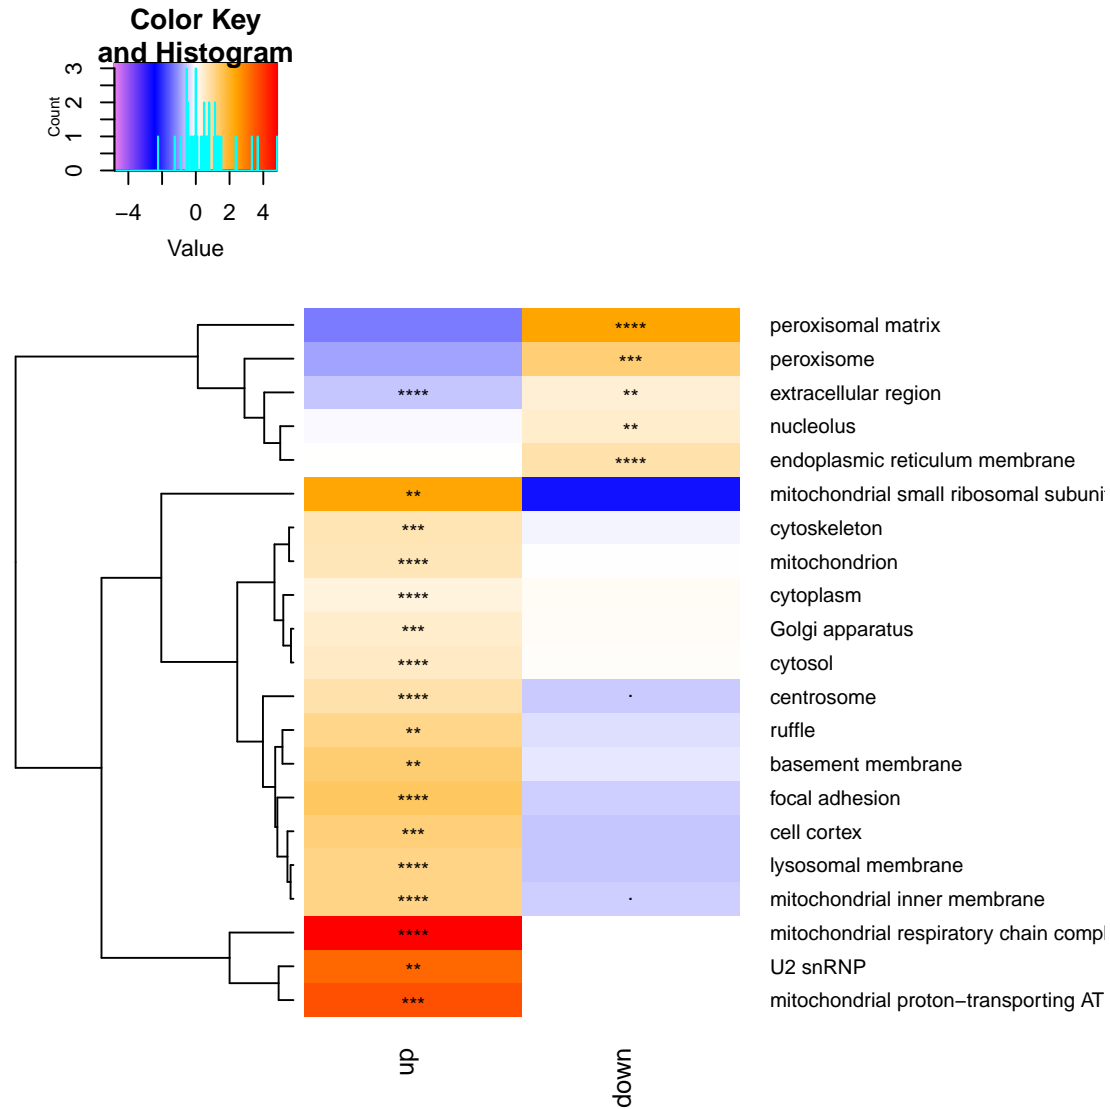 Color Key
and Histogram
Count
0 1 2 3
−4 0 2 4
Value
**** peroxisomal matrix
*** peroxisome
**** ** extracellular region
** nucleolus
**** endoplasmic reticulum membrane
** mitochondrial small ribosomal subuni
*** cytoskeleton
**** mitochondrion
**** cytoplasm
*** Golgi apparatus
**** cytosol
**** . centrosome
** ruffle
** basement membrane
**** focal adhesion
*** cell cortex
**** lysosomal membrane
**** . mitochondrial inner membrane
**** mitochondrial respiratory chain compl
** U2 snRNP
*** mitochondrial proton−transporting AT
up
down